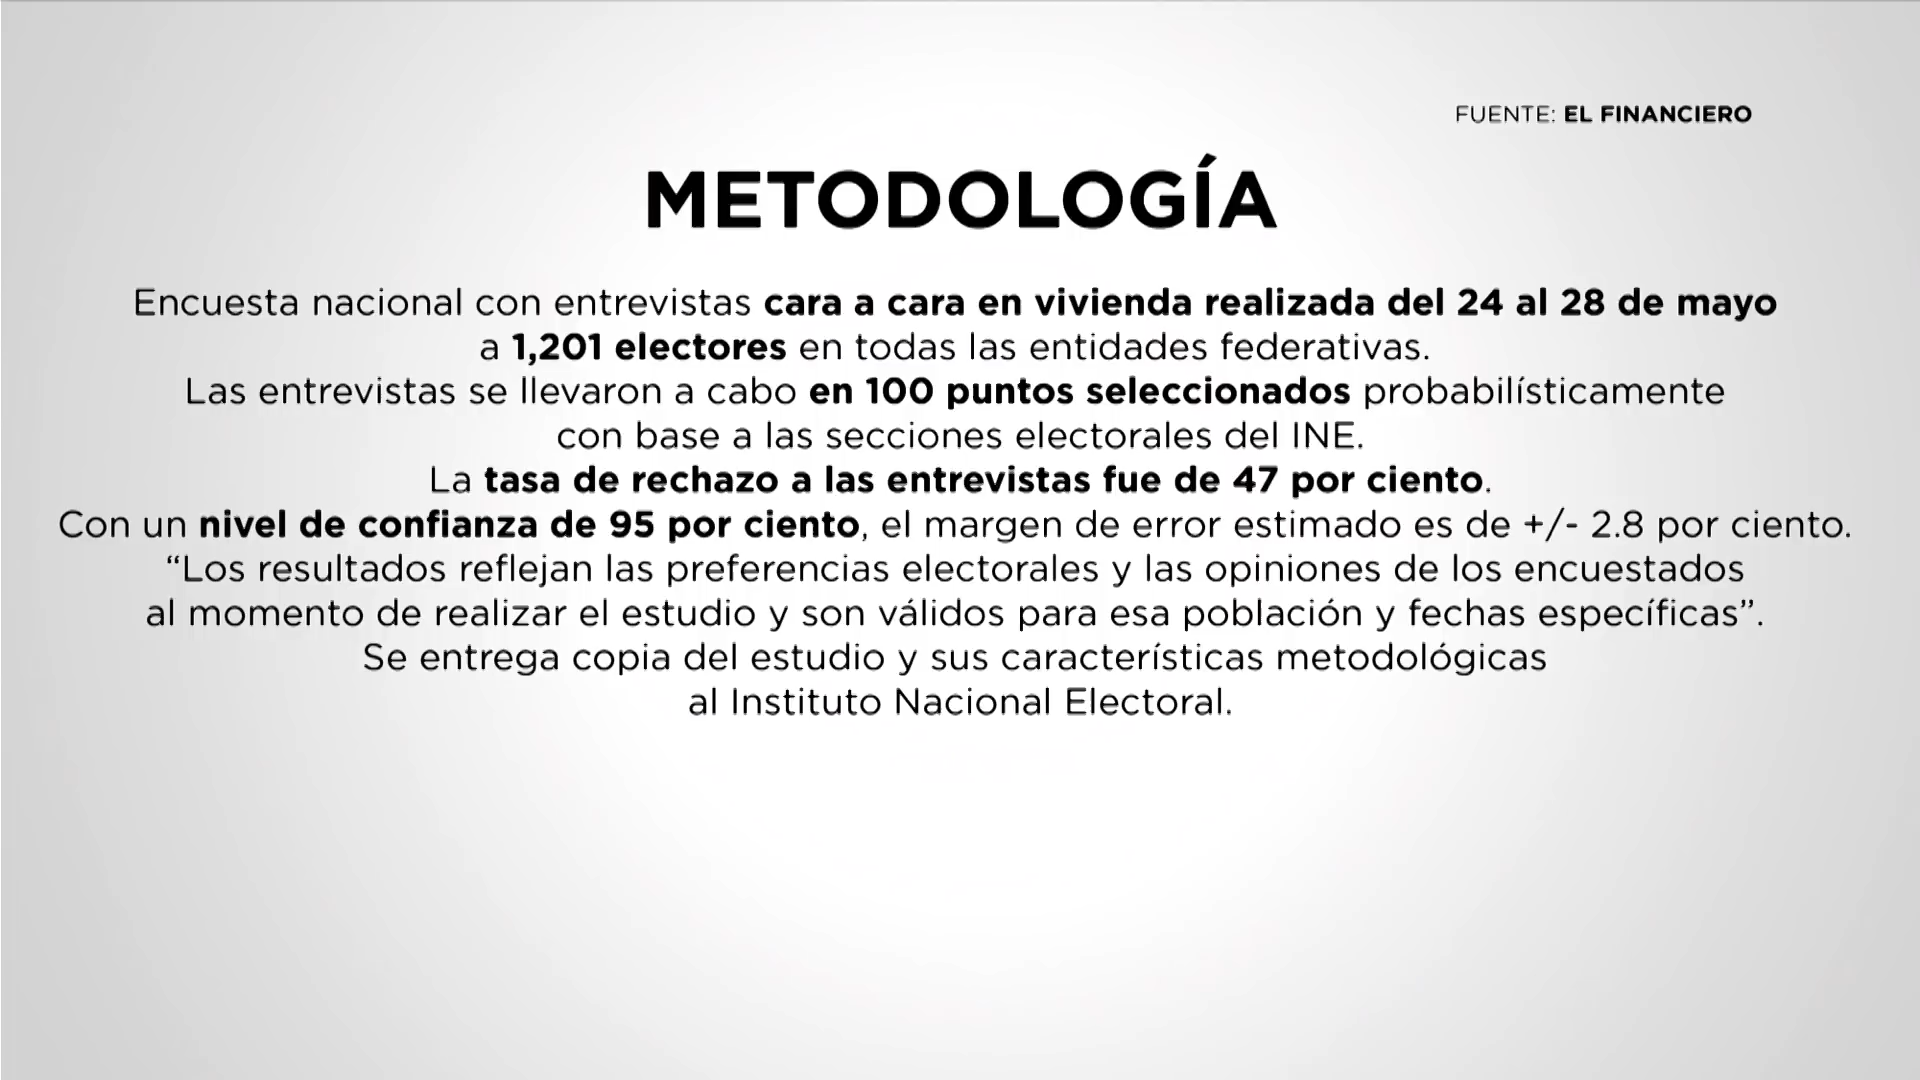 FUENTE: EL FINANCIERO
METODOLOGÍA
Encuesta nacional con entrevistas cara a cara en vivienda realizada del 24 al 28 de mayo
a 1,201 electores en todas las entidades federativas.
Las entrevistas se llevaron a cabo en 100 puntos seleccionados probabilísticamente
con base a las secciones electorales del INE.
La tasa de rechazo a las entrevistas fue de 47 por ciento.
Con un nivel de confianza de 95 por ciento, el margen de error estimado es de +/- 2.8 por ciento.
“Los resultados reflejan las preferencias electorales y las opiniones de los encuestados
al momento de realizar el estudio y son válidos para esa población y fechas específicas”.
Se entrega copia del estudio y sus características metodológicas
al Instituto Nacional Electoral.